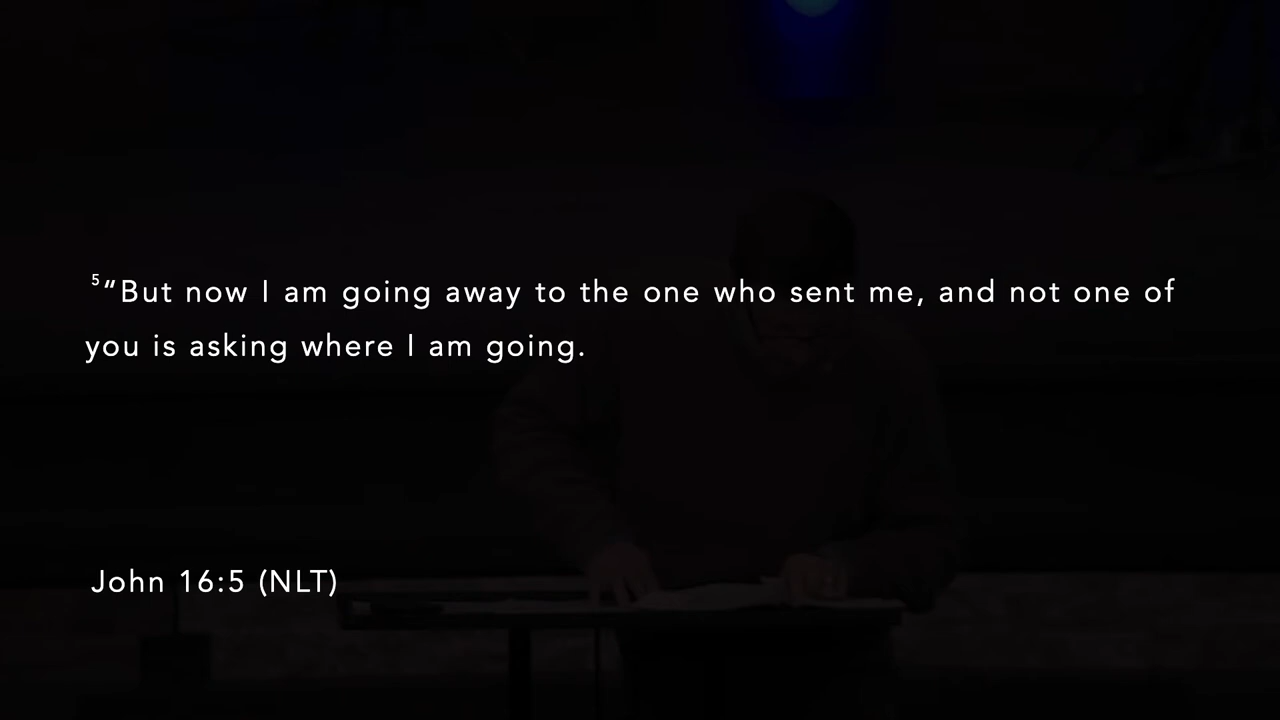 ⁵“But now I am going away to the one who sent me, and not one of
you is asking where I am going.
John 16:5 (NLT)